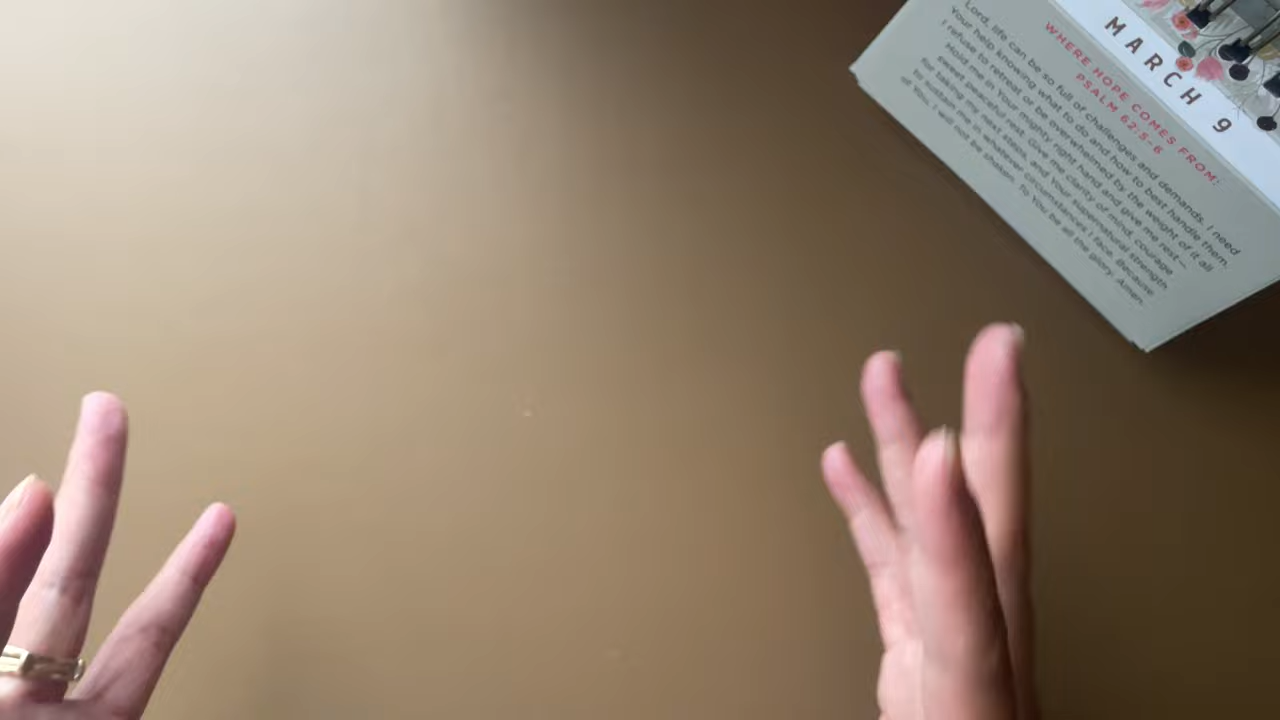 MARCH 9
WHERE HOPE COMES FROM:
PSALM 62:5-6
Lord, life can be so full of challenges and demands. I need
Your help knowing what to do and how to best handle them.
I refuse to retreat or be overwhelmed by the weight of it all.
Hold me in Your mighty right hand and give me rest—
sweet, peaceful rest. Give me clarity of mind, courage
for taking my next steps, and Your supernatural strength
to sustain me in whatever circumstances I face. Because
of You, I will not be shaken. To You be all the glory. Amen.